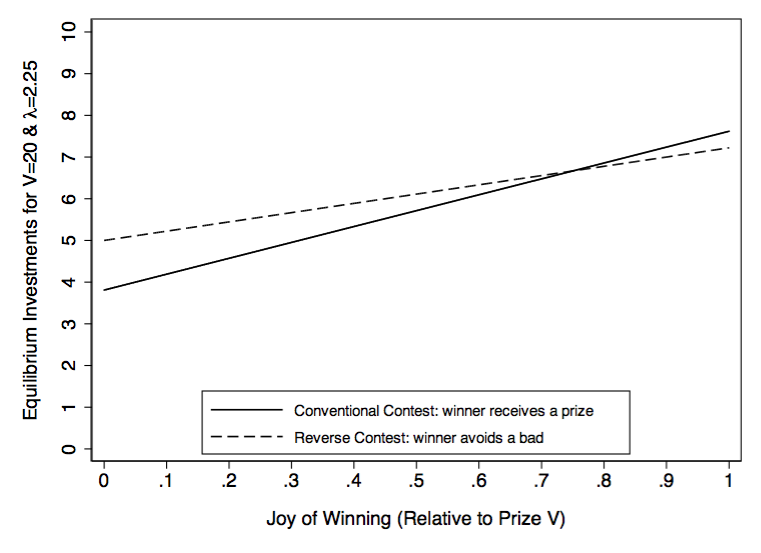 Equilibrium Investments for V=20 & λ=2.25
10
9
8
7
6
5
4
3
2
1
0
Conventional Contest: winner receives a prize
Reverse Contest: winner avoids a bad
0 .1 .2 .3 .4 .5 .6 .7 .8 .9 1
Joy of Winning (Relative to Prize V)